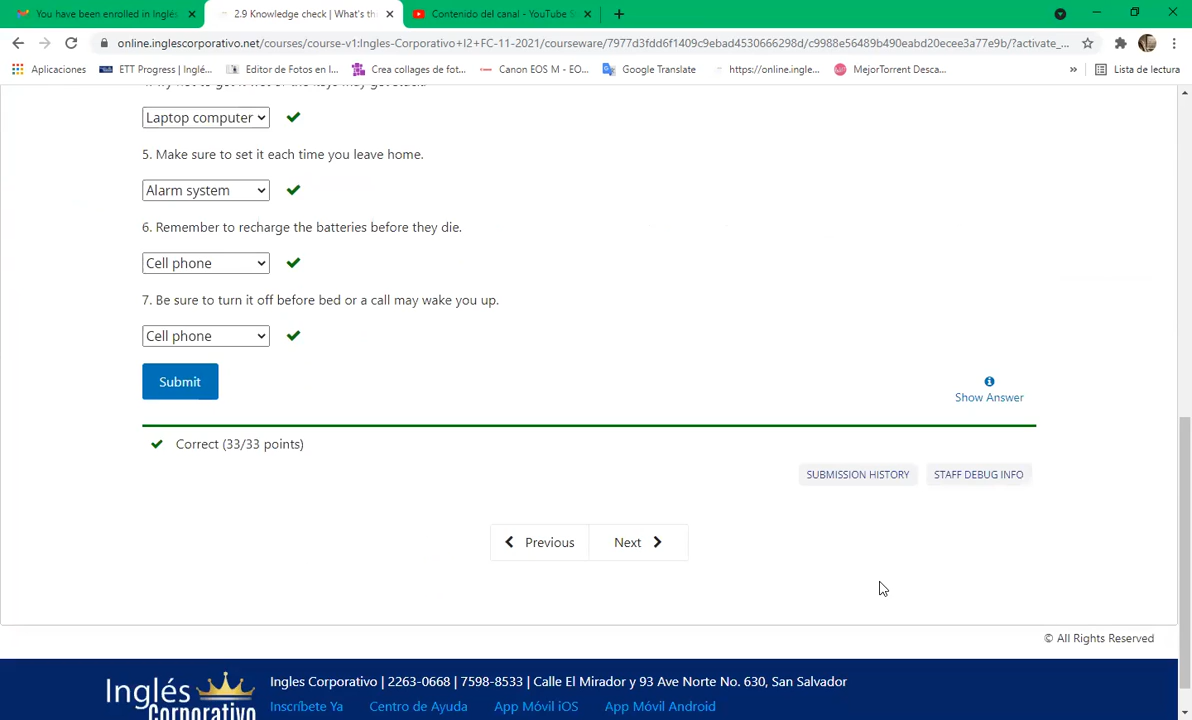 You have been enrolled in Inglés
2.9 Knowledge check | What's th
Contenido del canal - YouTube S
online.inglescorporativo.net/courses/course-v1:Ingles-Corporativo+I2+FC-11-2021/courseware/7977d3fdd6f1409c9ebad4530666298d/c9988e56489b490eabd20ecee3a77e9b/?activate_...
Aplicaciones
ETT Progress | Inglé...
Editor de Fotos en l...
Crea collages de fot...
Canon EOS M - EO...
Google Translate
https://online.ingle...
MejorTorrent Desca...
»
Lista de lectura
Laptop computer
5. Make sure to set it each time you leave home.
Alarm system
6. Remember to recharge the batteries before they die.
Cell phone
7. Be sure to turn it off before bed or a call may wake you up.
Cell phone
Submit
Show Answer
Correct (33/33 points)
SUBMISSION HISTORY
STAFF DEBUG INFO
Previous
Next
© All Rights Reserved
Inglés
Corporativo
Ingles Corporativo | 2263-0668 | 7598-8533 | Calle El Mirador y 93 Ave Norte No. 630, San Salvador
Inscríbete Ya
Centro de Ayuda
App Móvil iOS
App Móvil Android